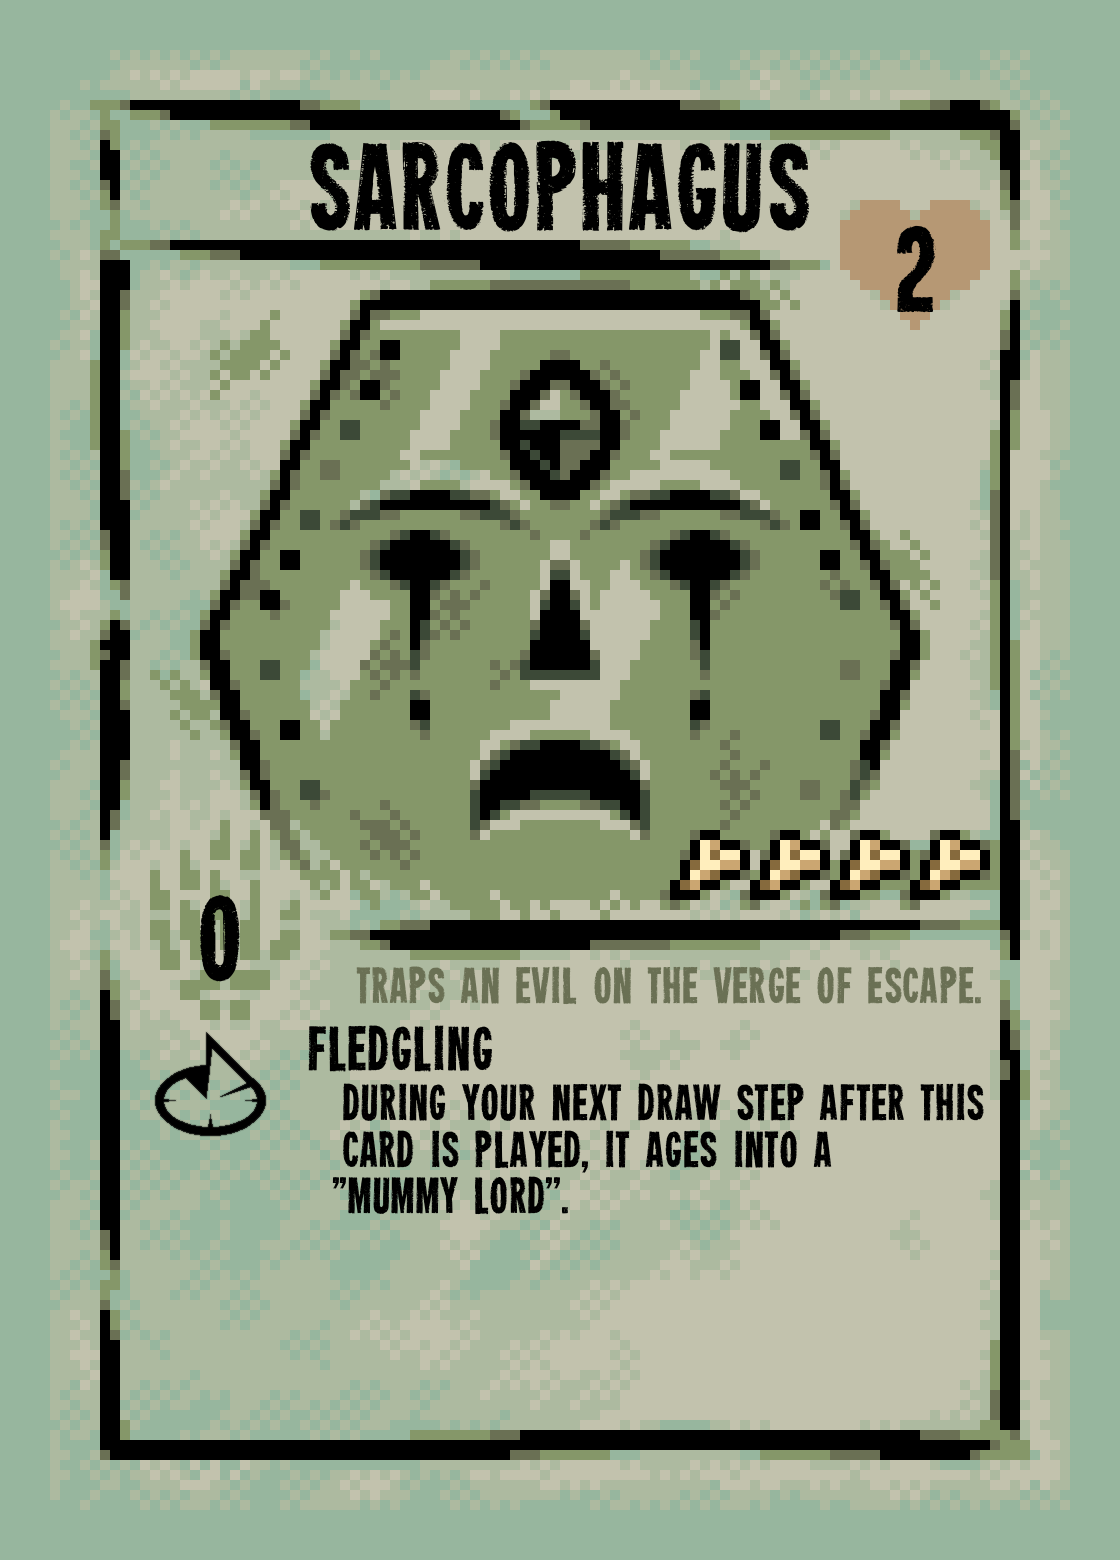 SARCOPHAGUS
2
0
TRAPS AN EVIL ON THE VERGE OF ESCAPE.
FLEDGLING
DURING YOUR NEXT DRAW STEP AFTER THIS
CARD IS PLAYED, IT AGES INTO A
"MUMMY LORD".